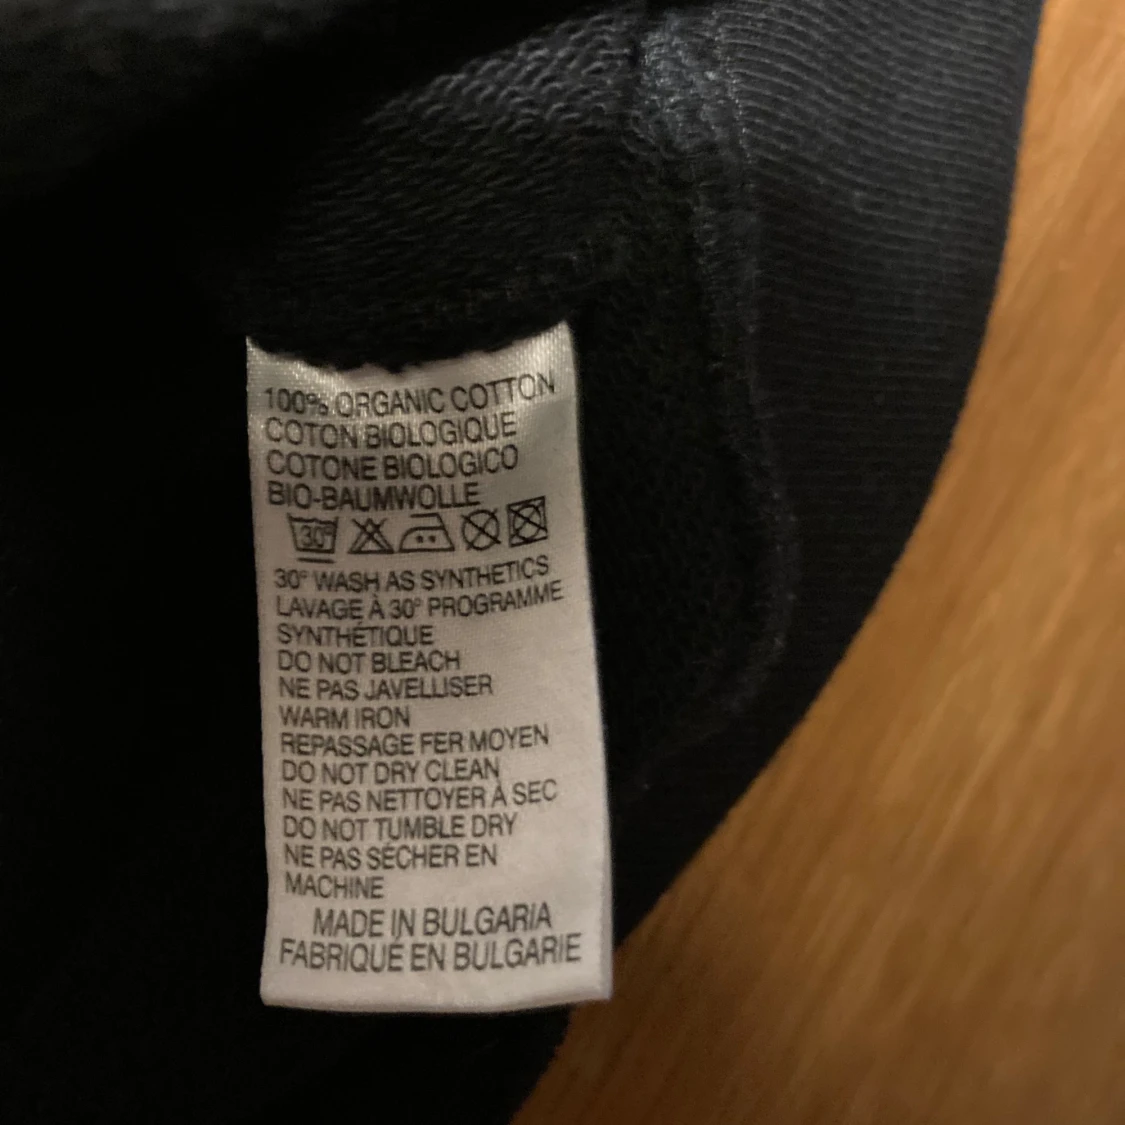 100% ORGANIC COTTON
COTON BIOLOGIQUE
COTONE BIOLOGICO
BIO-BAUMWOLLE
30°
30° WASH AS SYNTHETICS
LAVAGE À 30° PROGRAMME
SYNTHÉTIQUE
DO NOT BLEACH
NE PAS JAVELLISER
WARM IRON
REPASSAGE FER MOYEN
DO NOT DRY CLEAN
NE PAS NETTOYER À SEC
DO NOT TUMBLE DRY
NE PAS SÉCHER EN
MACHINE
MADE IN BULGARIA
FABRIQUÉ EN BULGARIE